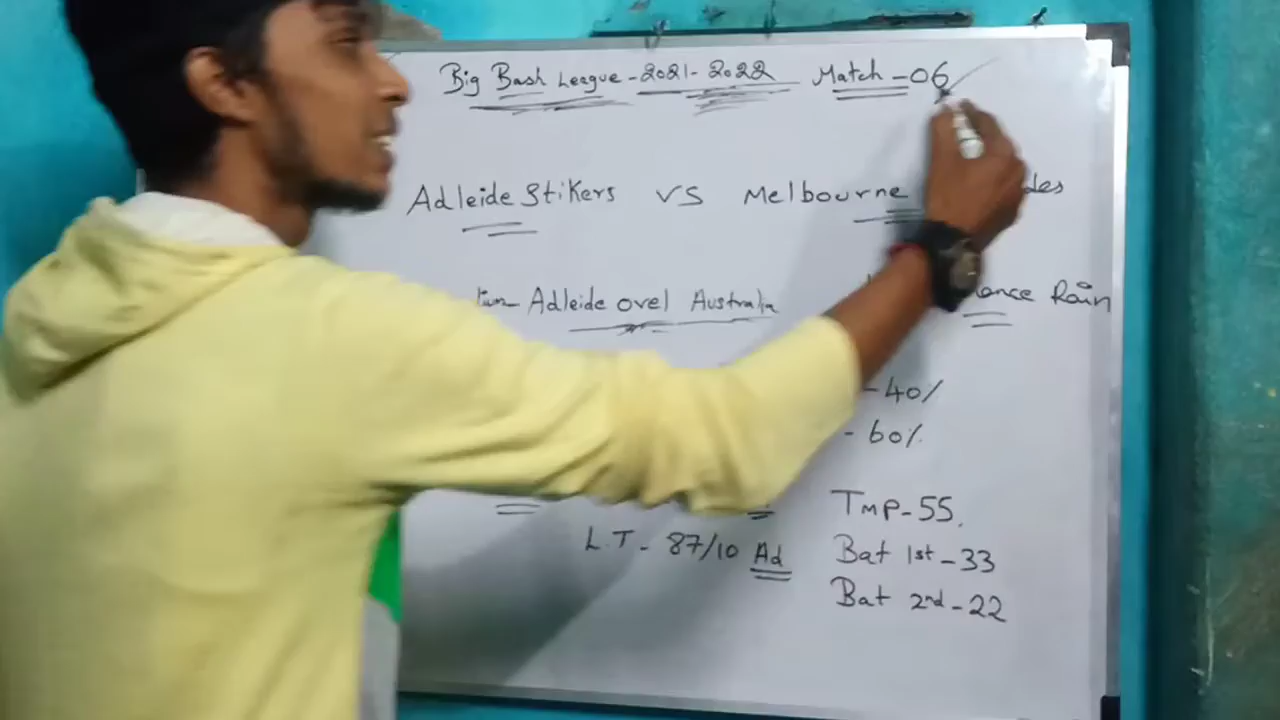 Big Bash League - 2021 - 2022 Match - 06
Adleide Stikers VS Melbourne
Adleide ovel Australia Rain
- 40%
- 60%
TMP - 55.
L.T - 87/10 Ad Bat 1st - 33
Bat 2nd - 22